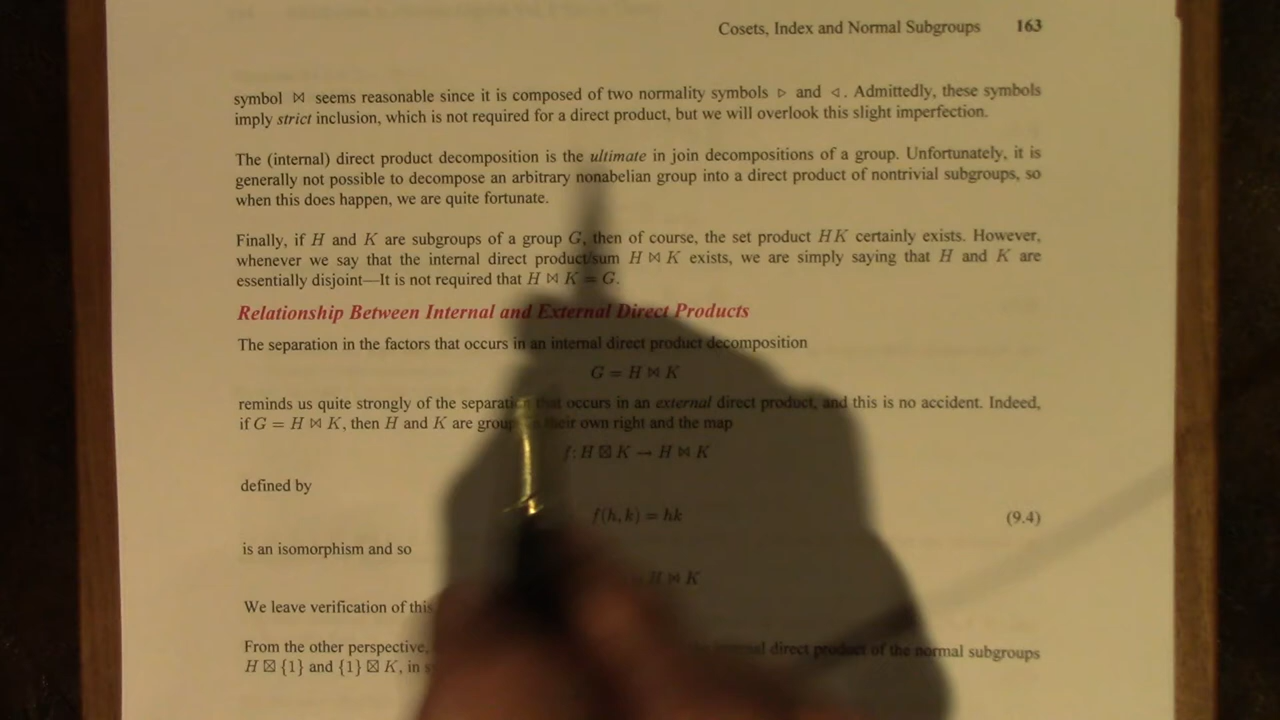 Cosets, Index and Normal Subgroups 163
symbol ⋈ seems reasonable since it is composed of two normality symbols ▹ and ◃. Admittedly, these symbols
imply strict inclusion, which is not required for a direct product, but we will overlook this slight imperfection.
The (internal) direct product decomposition is the ultimate in join decompositions of a group. Unfortunately, it is
generally not possible to decompose an arbitrary nonabelian group into a direct product of nontrivial subgroups, so
when this does happen, we are quite fortunate.
Finally, if H and K are subgroups of a group G, then of course, the set product HK certainly exists. However,
whenever we say that the internal direct product/sum H ⋈ K exists, we are simply saying that H and K are
essentially disjoint—It is not required that H ⋈ K = G.
Relationship Between Internal and External Direct Products
The separation in the factors that occurs in an internal direct product decomposition
G = H ⋈ K
reminds us quite strongly of the separation that occurs in an external direct product, and this is no accident. Indeed,
if G = H ⋈ K, then H and K are their own right and the map
f: H ⊠ K → H ⋈ K
defined by
f(h, k) = hk (9.4)
is an isomorphism and so
H ⋈ K
We leave verification of this
From the other perspective, direct product of the normal subgroups
H ⊠ {1} and {1} ⊠ K, in